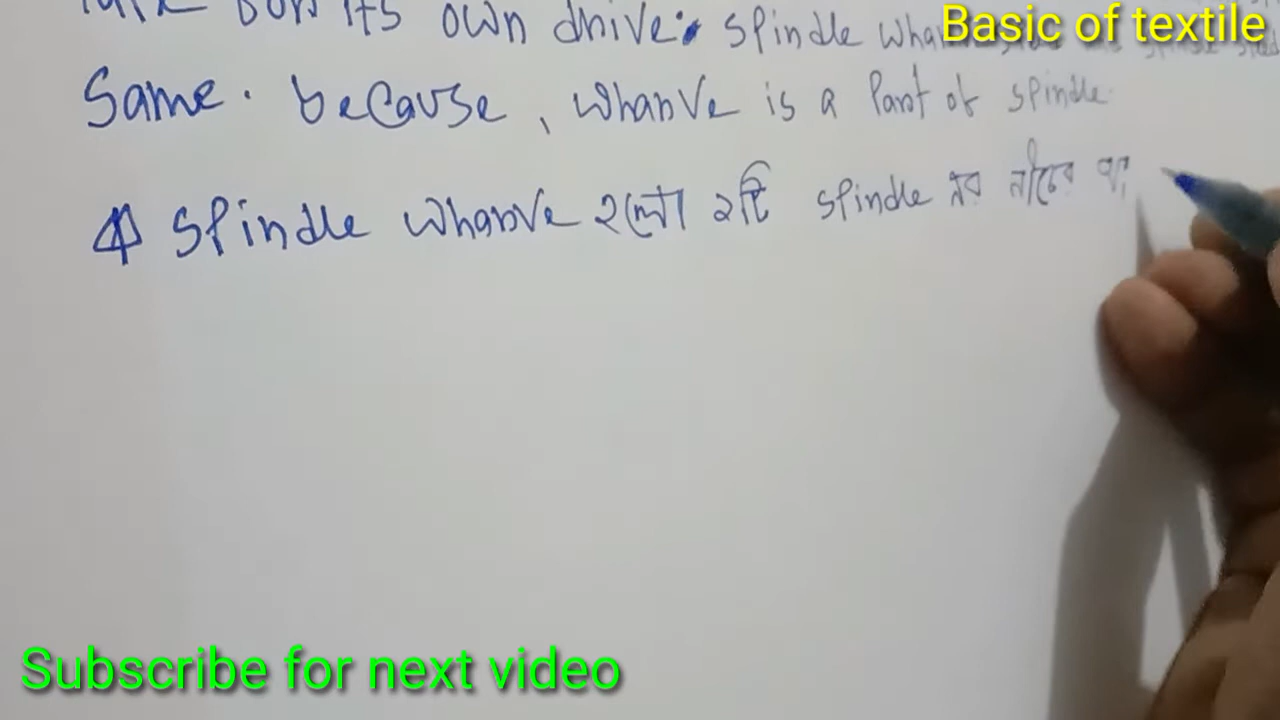 own drive. spindle
Basic of textile
Same. because, wharve is a Part of spindle
spindle wharve হলো ২টি spindle এর নীচের
Subscribe for next video